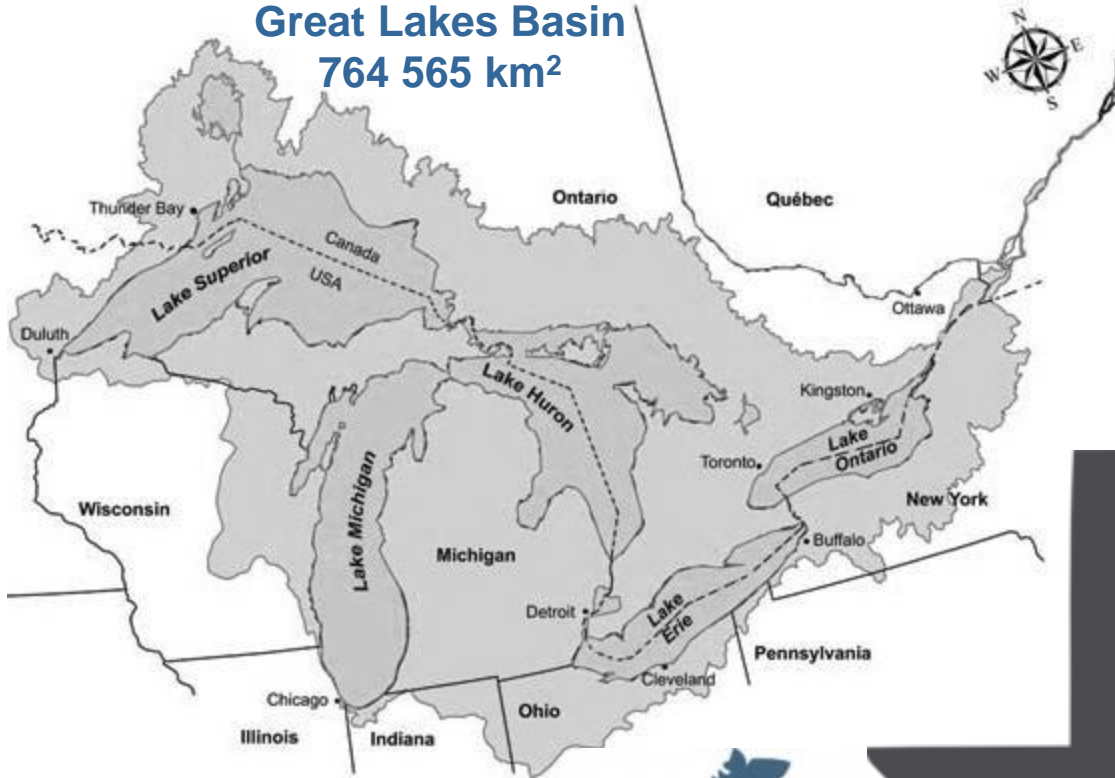 Great Lakes Basin
764 565 km²
N
E
W
S
Ontario
Québec
Thunder Bay
Canada
USA
Lake Superior
Ottawa
Duluth
Lake Huron
Kingston
Lake
Ontario
Toronto
New York
Wisconsin
Lake Michigan
Michigan
Buffalo
Detroit
Lake
Erie
Pennsylvania
Cleveland
Chicago
Ohio
Illinois
Indiana